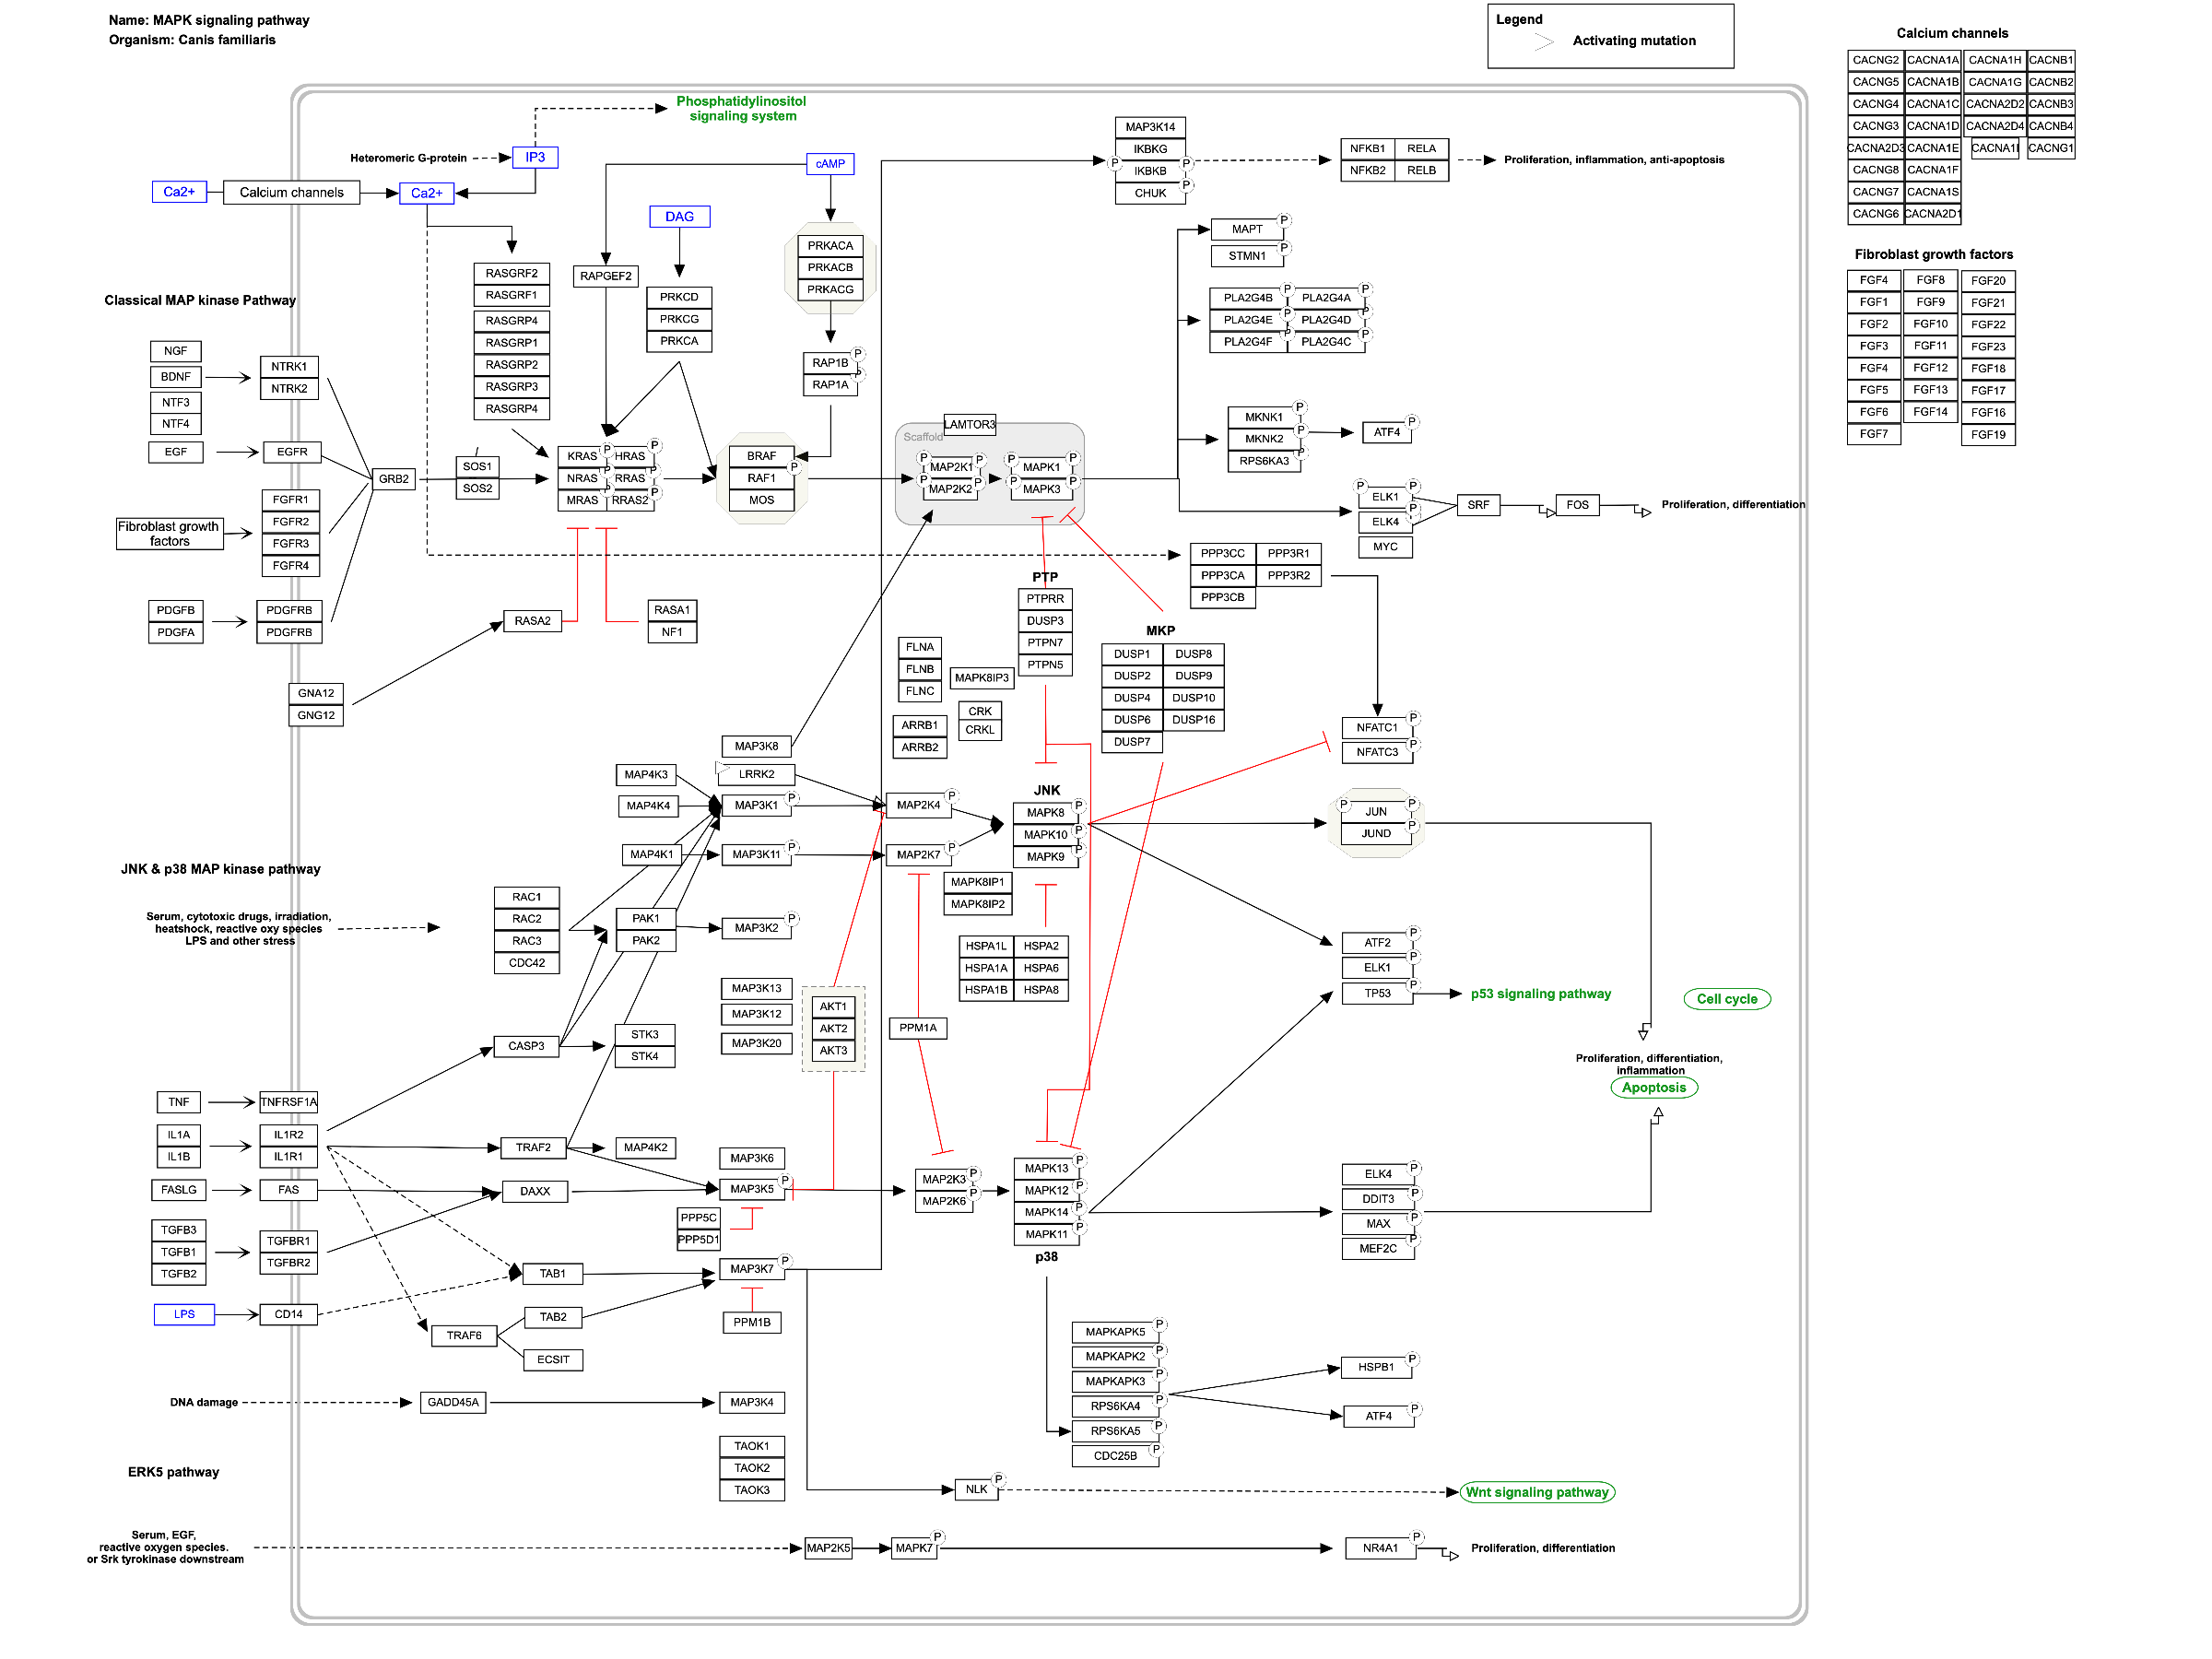 Name: MAPK signaling pathway
Organism: Canis familiaris
Legend
Activating mutation
Calcium channels
CACNG2 CACNA1A CACNA1H CACNB1
CACNG5 CACNA1B CACNA1G CACNB2
CACNG4 CACNA1C CACNA2D2 CACNB3
CACNG3 CACNA1D CACNA2D4 CACNB4
CACNA2D3 CACNA1E CACNA1I CACNG1
CACNG8 CACNA1F
CACNG7 CACNA1S
CACNG6 CACNA2D1
Fibroblast growth factors
FGF4 FGF8 FGF20
FGF1 FGF9 FGF21
FGF2 FGF10 FGF22
FGF3 FGF11 FGF23
FGF4 FGF12 FGF18
FGF5 FGF13 FGF17
FGF6 FGF14 FGF16
FGF7 FGF19
Phosphatidylinositol
signaling system
Heteromeric G-protein
IP3
cAMP
Ca2+
Calcium channels
Ca2+
DAG
MAP3K14
IKBKG
P IKBKB P
CHUK P
NFKB1 RELA
NFKB2 RELB
Proliferation, inflammation, anti-apoptosis
PRKACA
PRKACB
PRKACG
RASGRF2
RASGRF1
RAPGEF2
PRKCD
PRKCG
PRKCA
MAPT P
STMN1 P
PLA2G4B P PLA2G4A P
PLA2G4E P PLA2G4D P
PLA2G4F P PLA2G4C P
Classical MAP kinase Pathway
RASGRP4
RASGRP1
RASGRP2
RASGRP3
RASGRP4
RAP1B P
RAP1A P
NGF
BDNF
NTF3
NTF4
NTRK1
NTRK2
EGF
EGFR
GRB2
SOS1
SOS2
KRAS P HRAS P
NRAS P RRAS P
MRAS P RRAS2 P
BRAF
RAF1 P
MOS
Scaffold
LAMTOR3
P MAP2K1 P
P MAP2K2 P
P MAPK1 P
P MAPK3 P
MKNK1 P
MKNK2 P
RPS6KA3 P
ATF4 P
P ELK1 P
ELK4 P
MYC
SRF
FOS
Proliferation, differentiation
Fibroblast growth
factors
FGFR1
FGFR2
FGFR3
FGFR4
PPP3CC PPP3R1
PPP3CA PPP3R2
PPP3CB
PDGFB
PDGFA
PDGFRB
PDGFRB
RASA2
RASA1
NF1
PTP
PTPRR
DUSP3
PTPN7
PTPN5
MKP
DUSP1 DUSP8
DUSP2 DUSP9
DUSP4 DUSP10
DUSP6 DUSP16
DUSP7
FLNA
FLNB
FLNC
MAPK8IP3
ARRB1
ARRB2
CRK
CRKL
GNA12
GNG12
NFATC1 P
NFATC3 P
MAP3K8
LRRK2
MAP4K3
MAP4K4
MAP3K1 P
MAP2K4 P
MAP4K1
MAP3K11 P
MAP2K7 P
JNK
MAPK8 P
MAPK10 P
MAPK9 P
P JUN P
JUND P
MAPK8IP1
MAPK8IP2
JNK & p38 MAP kinase pathway
Serum, cytotoxic drugs, irradiation,
heatshock, reactive oxy species
LPS and other stress
RAC1
RAC2
RAC3
CDC42
PAK1
PAK2
MAP3K2 P
HSPA1L HSPA2
HSPA1A HSPA6
HSPA1B HSPA8
ATF2 P
ELK1 P
TP53 P
p53 signaling pathway
Cell cycle
MAP3K13
MAP3K12
MAP3K20
AKT1
AKT2
AKT3
PPM1A
CASP3
STK3
STK4
Proliferation, differentiation,
inflammation
Apoptosis
TNF
TNFRSF1A
IL1A
IL1B
IL1R2
IL1R1
TRAF2
MAP4K2
MAP3K6
MAP3K5 P
FASLG
FAS
DAXX
PPP5C
PPP5D1
MAP2K3 P
MAP2K6 P
MAPK13 P
MAPK12 P
MAPK14 P
MAPK11 P
p38
ELK4 P
DDIT3 P
MAX P
MEF2C P
TGFB3
TGFB1
TGFB2
TGFBR1
TGFBR2
TAB1
MAP3K7 P
LPS
CD14
TAB2
TRAF6
ECSIT
PPM1B
MAPKAPK5 P
MAPKAPK2 P
MAPKAPK3 P
RPS6KA4 P
RPS6KA5 P
CDC25B P
HSPB1 P
ATF4 P
DNA damage
GADD45A
MAP3K4
TAOK1
TAOK2
TAOK3
ERK5 pathway
NLK P
Wnt signaling pathway
Serum, EGF,
reactive oxygen species.
or Srk tyrokinase downstream
MAP2K5
MAPK7 P
NR4A1 P
Proliferation, differentiation